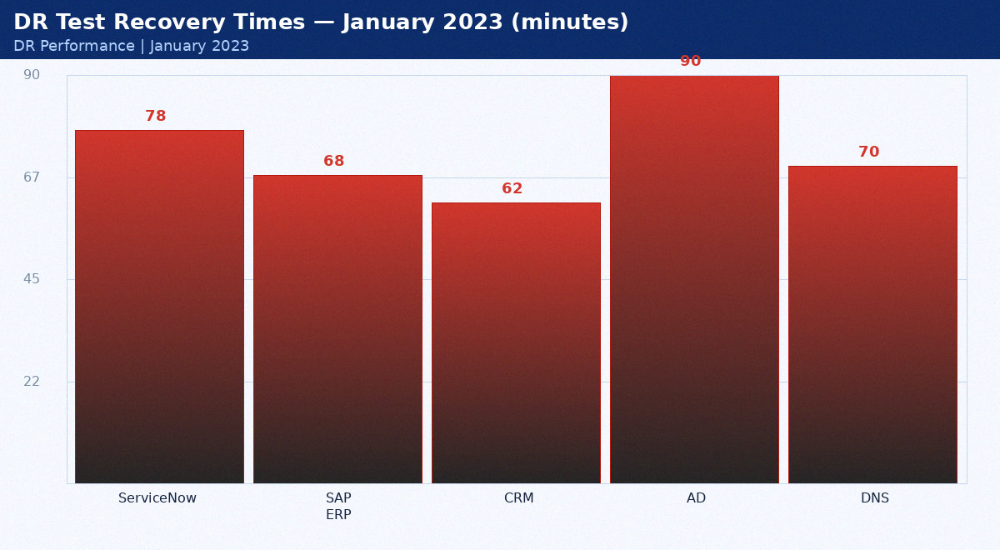 DR Test Recovery Times — January 2023 (minutes)
DR Performance | January 2023
90
90
78
70
68
67
62
45
22
ServiceNow
SAP
ERP
CRM
AD
DNS